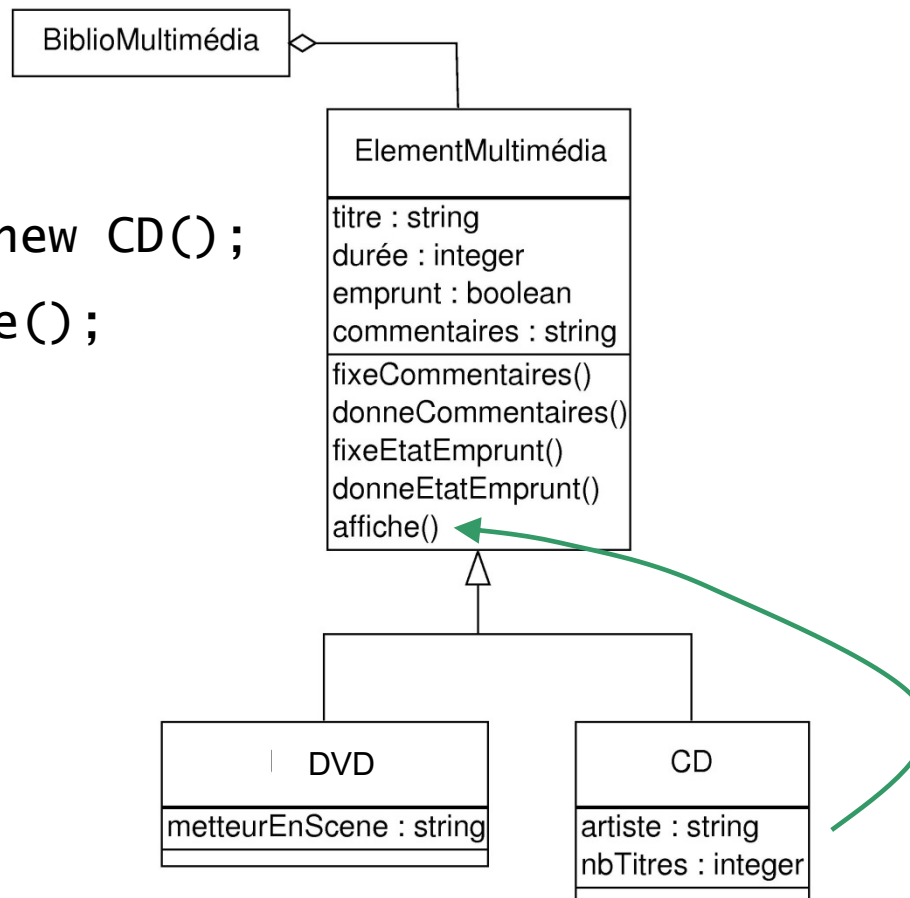 BiblioMultimédia
ElementMultimédia
new CD();
e();
titre : string
durée : integer
emprunt : boolean
commentaires : string
fixeCommentaires()
donneCommentaires()
fixeEtatEmprunt()
donneEtatEmprunt()
affiche()
DVD
metteurEnScene : string
CD
artiste : string
nbTitres : integer